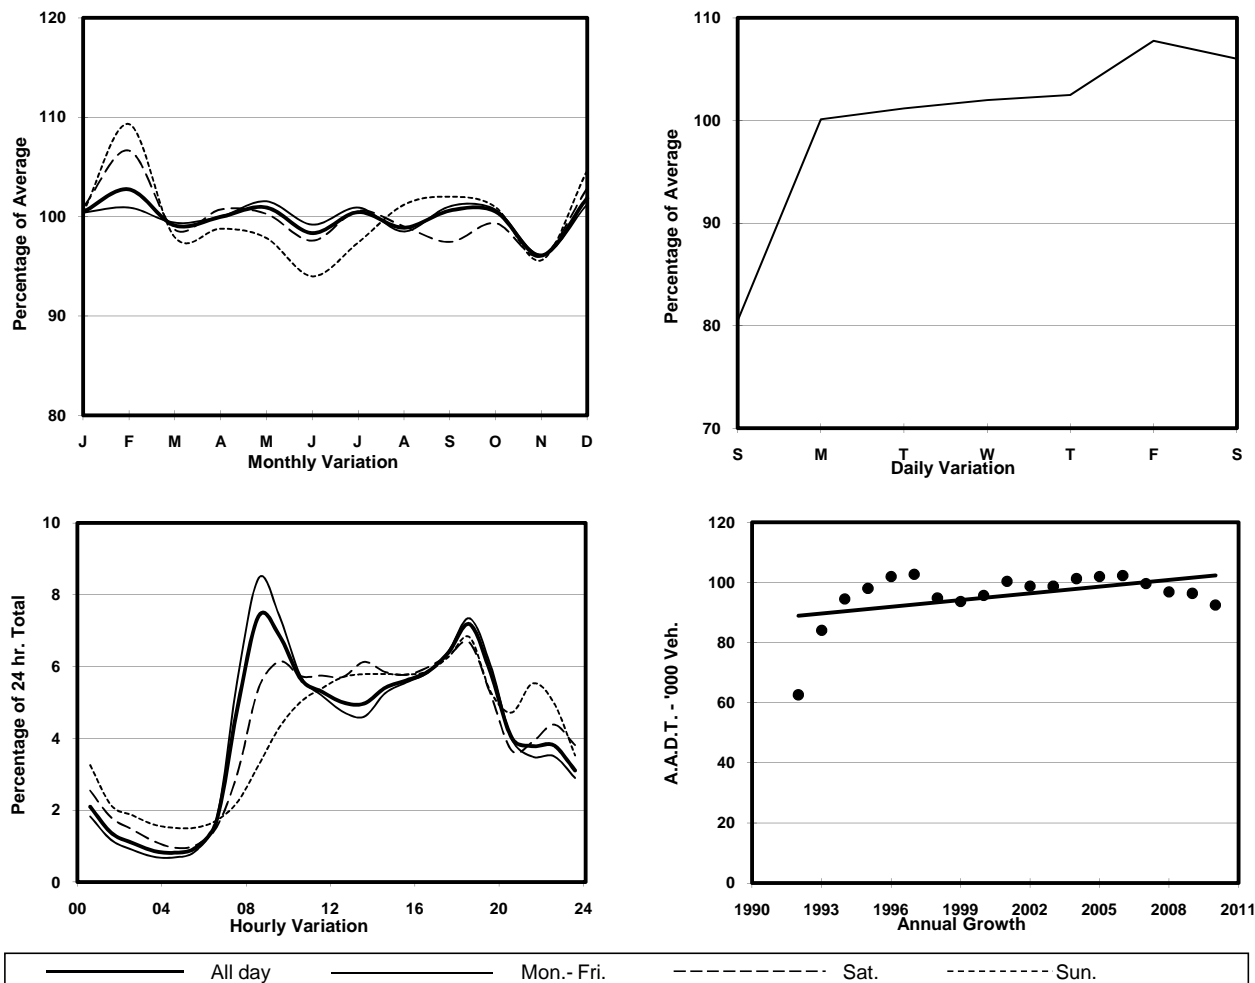 120
110
100
90
80
Percentage of Average
J F M A M J J A S O N D
Monthly Variation
110
100
90
80
70
Percentage of Average
S M T W T F S
Daily Variation
10
8
6
4
2
0
Percentage of 24 hr. Total
00 04 08 12 16 20 24
Hourly Variation
120
100
80
60
40
20
0
A.A.D.T. - '000 Veh.
1990 1993 1996 1999 2002 2005 2008 2011
Annual Growth
All day Mon.- Fri. Sat. Sun.